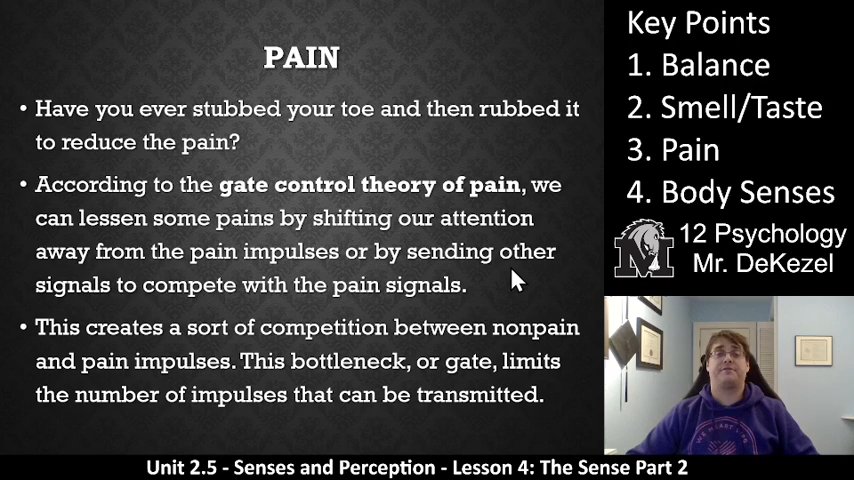 PAIN
• Have you ever stubbed your toe and then rubbed it
to reduce the pain?
• According to the gate control theory of pain, we
can lessen some pains by shifting our attention
away from the pain impulses or by sending other
signals to compete with the pain signals.
• This creates a sort of competition between nonpain
and pain impulses. This bottleneck, or gate, limits
the number of impulses that can be transmitted.
Key Points
1. Balance
2. Smell/Taste
3. Pain
4. Body Senses
12 Psychology
Mr. DeKezel
Unit 2.5 - Senses and Perception - Lesson 4: The Sense Part 2